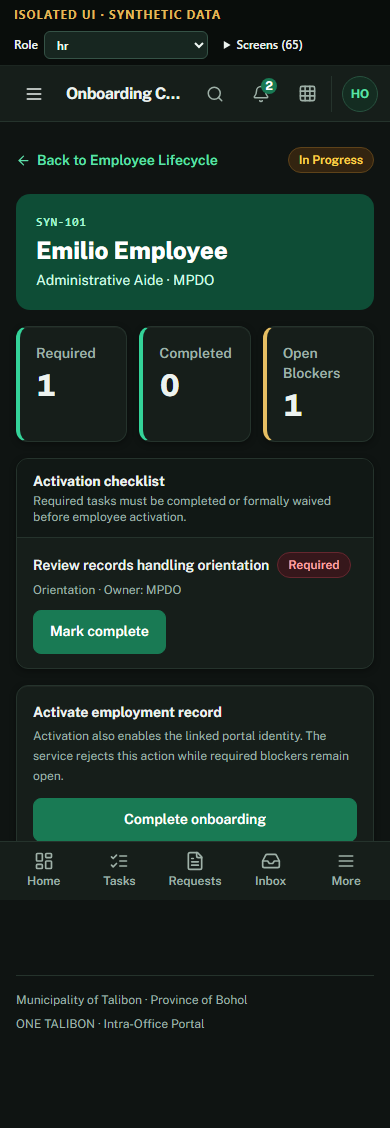 ISOLATED UI · SYNTHETIC DATA
Role
hr
Screens (65)
Onboarding C...
2
HO
Back to Employee Lifecycle
In Progress
SYN-101
Emilio Employee
Administrative Aide · MPDO
Required
1
Completed
0
Open
Blockers
1
Activation checklist
Required tasks must be completed or formally waived
before employee activation.
Review records handling orientation
Required
Orientation · Owner: MPDO
Mark complete
Activate employment record
Activation also enables the linked portal identity. The
service rejects this action while required blockers remain
open.
Complete onboarding
Home
Tasks
Requests
Inbox
More
Municipality of Talibon · Province of Bohol
ONE TALIBON · Intra-Office Portal